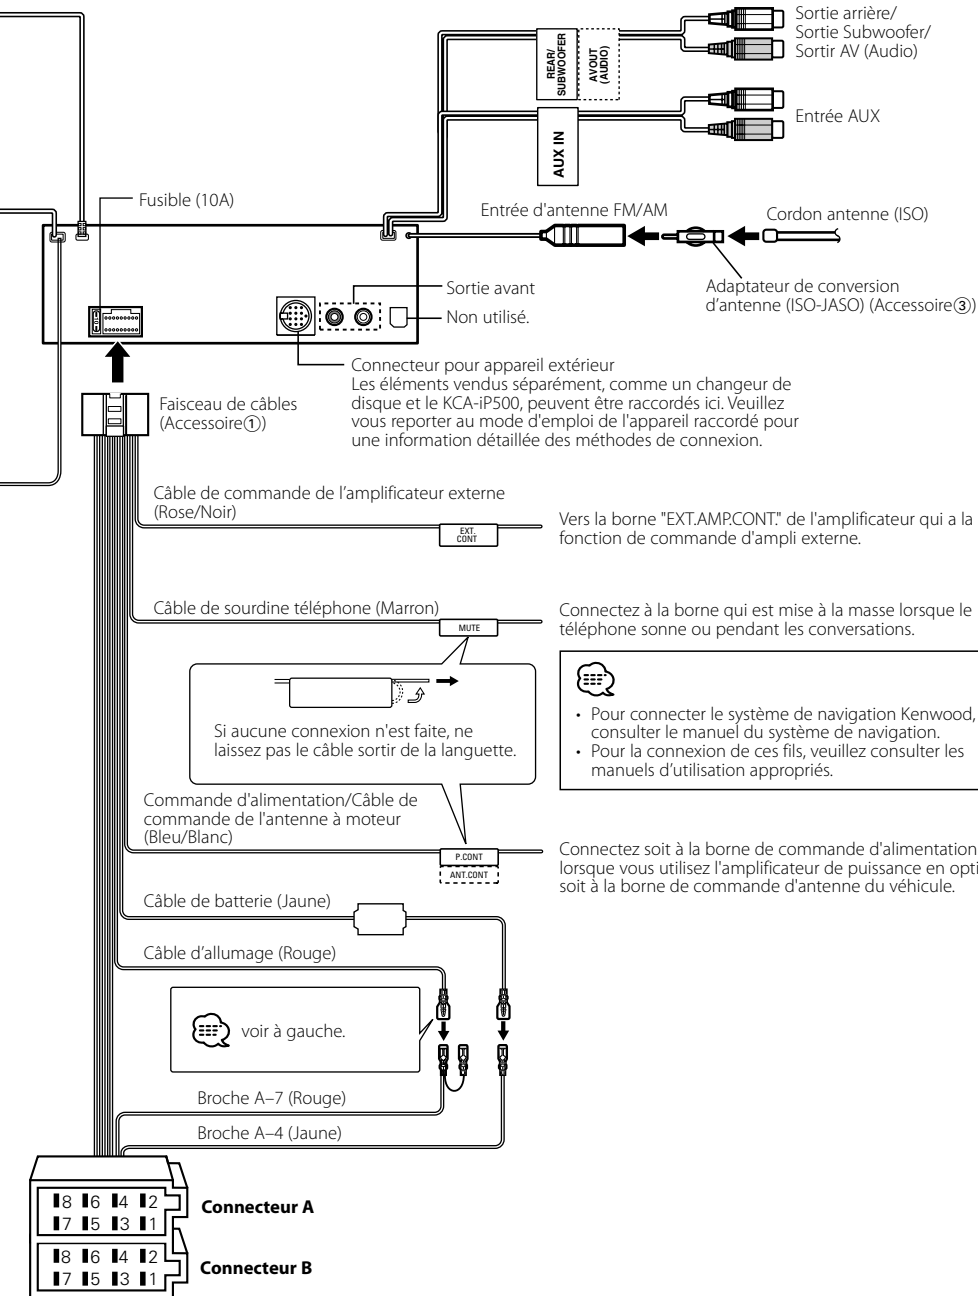 Sortie arrière/
Sortie Subwoofer/
Sortir AV (Audio)
REAR/
SUBWOOFER
AVOUT
(AUDIO)
Entrée AUX
AUX IN
Fusible (10A)
Entrée d'antenne FM/AM
Cordon antenne (ISO)
Adaptateur de conversion
d'antenne (ISO-JASO) (Accessoire③)
Sortie avant
Non utilisé.
Connecteur pour appareil extérieur
Les éléments vendus séparément, comme un changeur de
disque et le KCA-iP500, peuvent être raccordés ici. Veuillez
vous reporter au mode d'emploi de l'appareil raccordé pour
une information détaillée des méthodes de connexion.
Faisceau de câbles
(Accessoire①)
Câble de commande de l'amplificateur externe
(Rose/Noir)
EXT.
CONT
Vers la borne "EXT.AMP.CONT." de l'amplificateur qui a la
fonction de commande d'ampli externe.
Câble de sourdine téléphone (Marron)
MUTE
Connectez à la borne qui est mise à la masse lorsque le
téléphone sonne ou pendant les conversations.
Si aucune connexion n'est faite, ne
laissez pas le câble sortir de la languette.
• Pour connecter le système de navigation Kenwood,
consulter le manuel du système de navigation.
• Pour la connexion de ces fils, veuillez consulter les
manuels d'utilisation appropriés.
Commande d'alimentation/Câble de
commande de l'antenne à moteur
(Bleu/Blanc)
P.CONT
ANT.CONT
Connectez soit à la borne de commande d'alimentation
lorsque vous utilisez l'amplificateur de puissance en opti
soit à la borne de commande d'antenne du véhicule.
Câble de batterie (Jaune)
Câble d'allumage (Rouge)
voir à gauche.
Broche A–7 (Rouge)
Broche A–4 (Jaune)
8 6 4 2
7 5 3 1
Connecteur A
8 6 4 2
7 5 3 1
Connecteur B